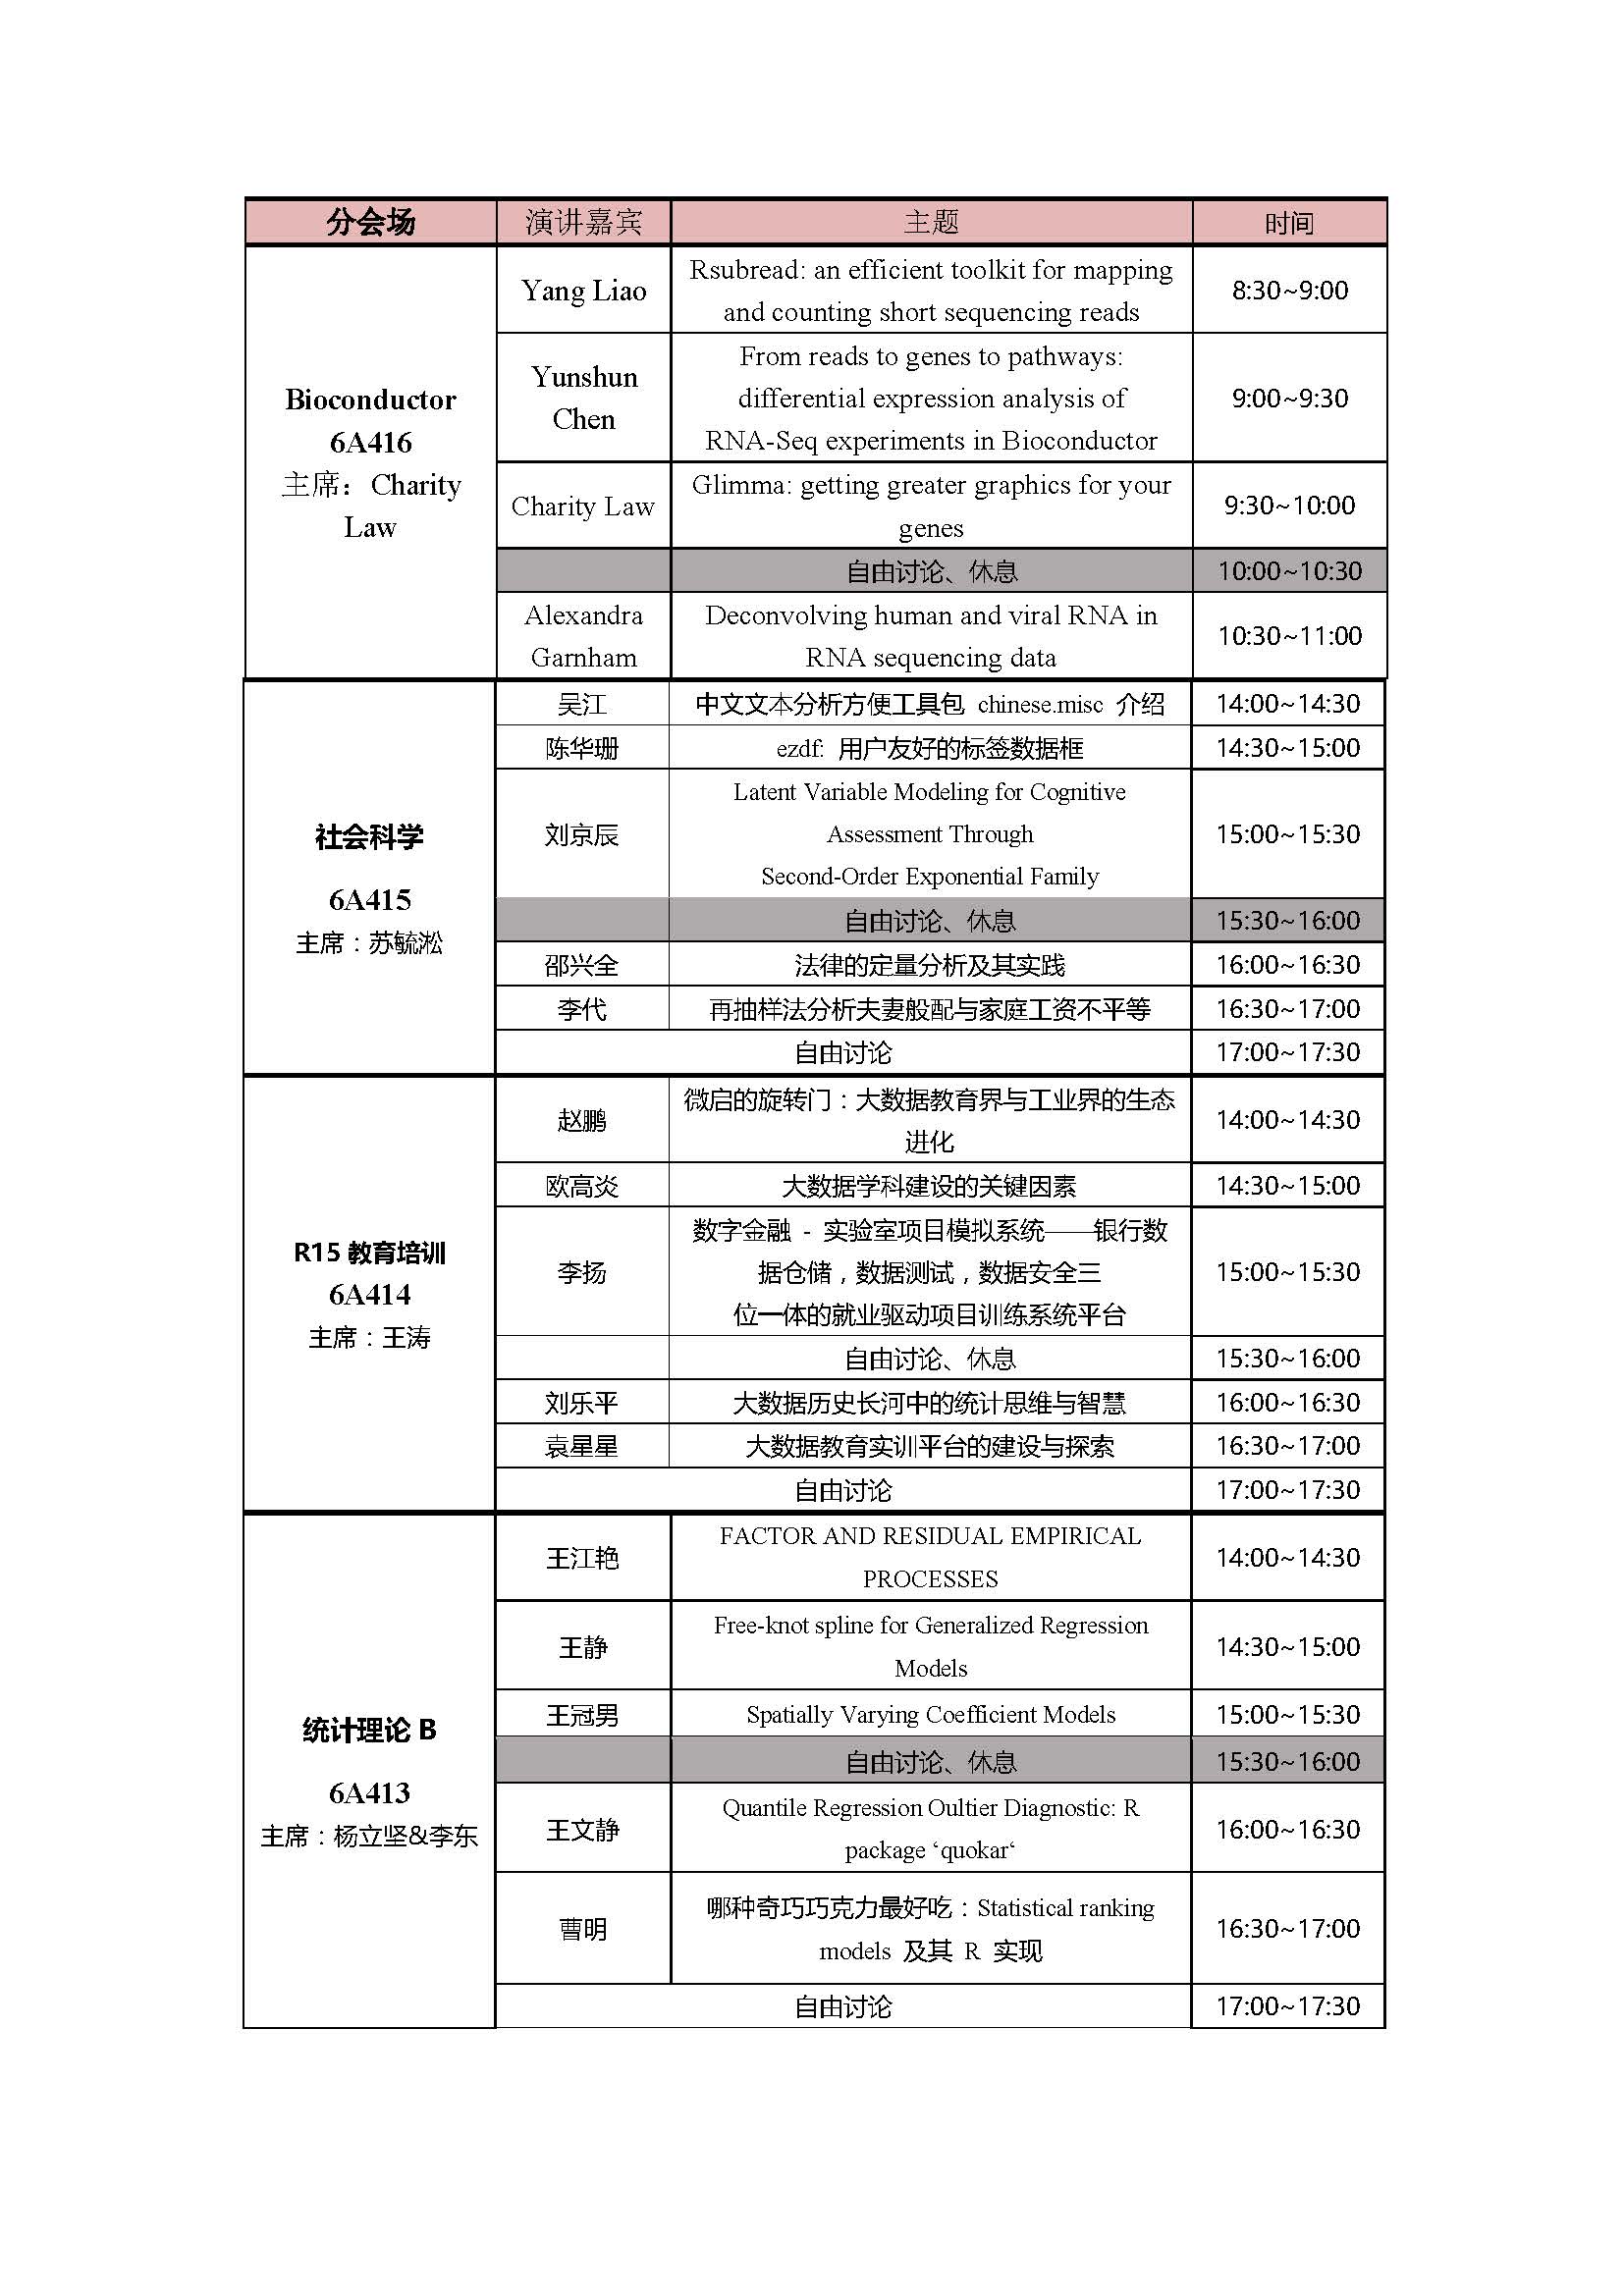 分会场 演讲嘉宾 主题 时间
Bioconductor
6A416
主席：Charity
Law
Yang Liao
Rsubread: an efficient toolkit for mapping
and counting short sequencing reads
8:30~9:00
Yunshun
Chen
From reads to genes to pathways:
differential expression analysis of
RNA-Seq experiments in Bioconductor
9:00~9:30
Charity Law
Glimma: getting greater graphics for your
genes
9:30~10:00
自由讨论、休息 10:00~10:30
Alexandra
Garnham
Deconvolving human and viral RNA in
RNA sequencing data
10:30~11:00
社会科学
6A415
主席：苏毓淞
吴江 中文文本分析方便工具包 chinese.misc 介绍 14:00~14:30
陈华珊 ezdf: 用户友好的标签数据框 14:30~15:00
刘京辰
Latent Variable Modeling for Cognitive
Assessment Through
Second-Order Exponential Family
15:00~15:30
自由讨论、休息 15:30~16:00
邵兴全 法律的定量分析及其实践 16:00~16:30
李代 再抽样法分析夫妻般配与家庭工资不平等 16:30~17:00
自由讨论 17:00~17:30
R15 教育培训
6A414
主席：王涛
赵鹏
微启的旋转门：大数据教育界与工业界的生态
进化
14:00~14:30
欧高炎 大数据学科建设的关键因素 14:30~15:00
李扬
数字金融 - 实验室项目模拟系统——银行数
据仓储，数据测试，数据安全三
位一体的就业驱动项目训练系统平台
15:00~15:30
自由讨论、休息 15:30~16:00
刘乐平 大数据历史长河中的统计思维与智慧 16:00~16:30
袁星星 大数据教育实训平台的建设与探索 16:30~17:00
自由讨论 17:00~17:30
统计理论 B
6A413
主席：杨立坚&李东
王江艳
FACTOR AND RESIDUAL EMPIRICAL
PROCESSES
14:00~14:30
王静
Free-knot spline for Generalized Regression
Models
14:30~15:00
王冠男 Spatially Varying Coefficient Models 15:00~15:30
自由讨论、休息 15:30~16:00
王文静
Quantile Regression Oultier Diagnostic: R
package ‘quokar‘
16:00~16:30
曹明
哪种奇巧巧克力最好吃：Statistical ranking
models 及其 R 实现
16:30~17:00
自由讨论 17:00~17:30